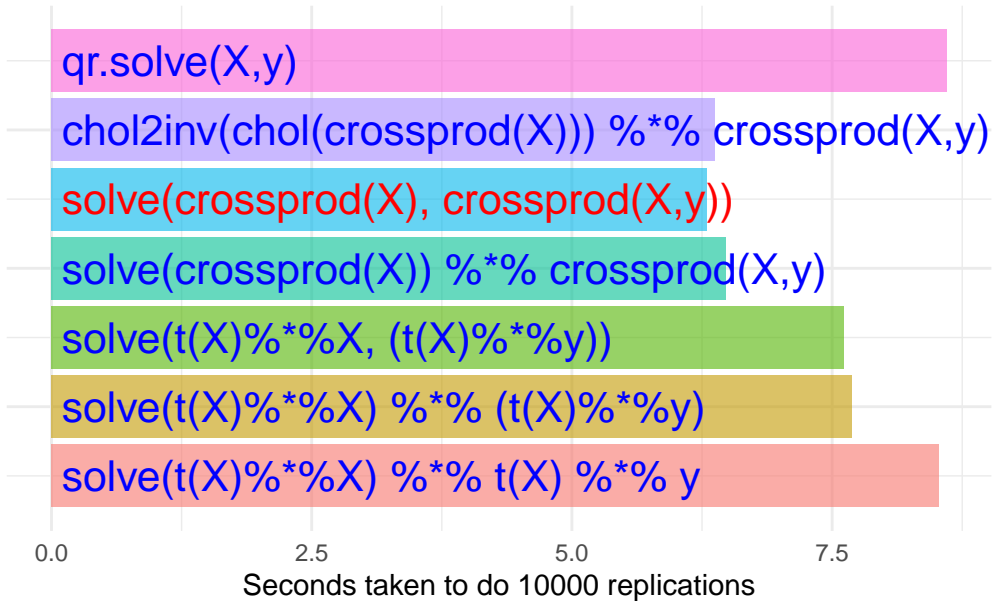 qr.solve(X,y)
chol2inv(chol(crossprod(X))) %*% crossprod(X,y)
solve(crossprod(X), crossprod(X,y))
solve(crossprod(X)) %*% crossprod(X,y)
solve(t(X)%*%X, (t(X)%*%y))
solve(t(X)%*%X) %*% (t(X)%*%y)
solve(t(X)%*%X) %*% t(X) %*% y
0.0 2.5 5.0 7.5
Seconds taken to do 10000 replications